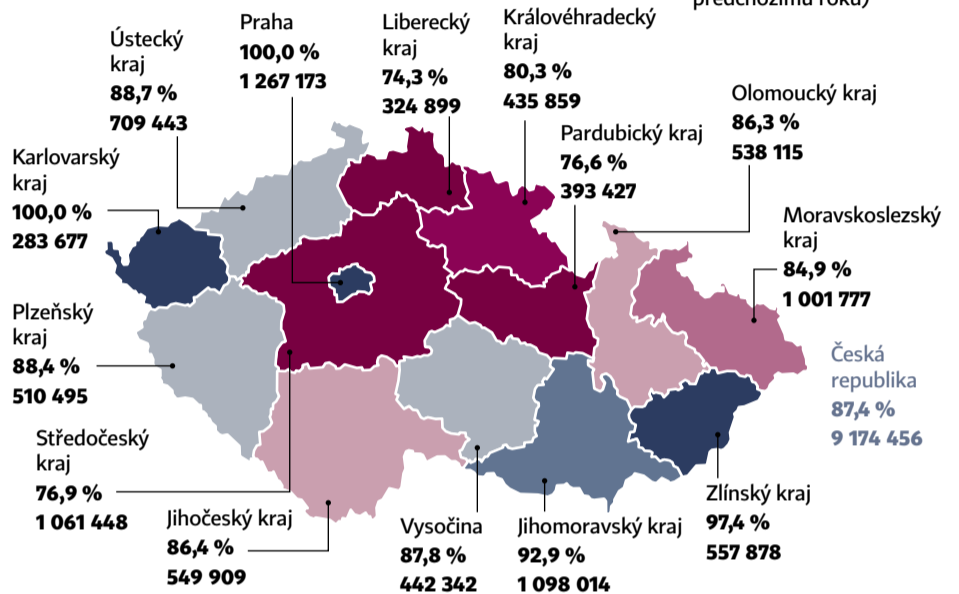 předchozímu roku)
Praha
100,0 %
1 267 173
Liberecký
kraj
74,3 %
324 899
Královéhradecký
kraj
80,3 %
435 859
Ústecký
kraj
88,7 %
709 443
Olomoucký kraj
86,3 %
538 115
Pardubický kraj
76,6 %
393 427
Karlovarský
kraj
100,0 %
283 677
Moravskoslezský
kraj
84,9 %
1 001 777
Plzeňský
kraj
88,4 %
510 495
Česká
republika
87,4 %
9 174 456
Středočeský
kraj
76,9 %
1 061 448
Jihočeský kraj
86,4 %
549 909
Vysočina
87,8 %
442 342
Jihomoravský kraj
92,9 %
1 098 014
Zlínský kraj
97,4 %
557 878